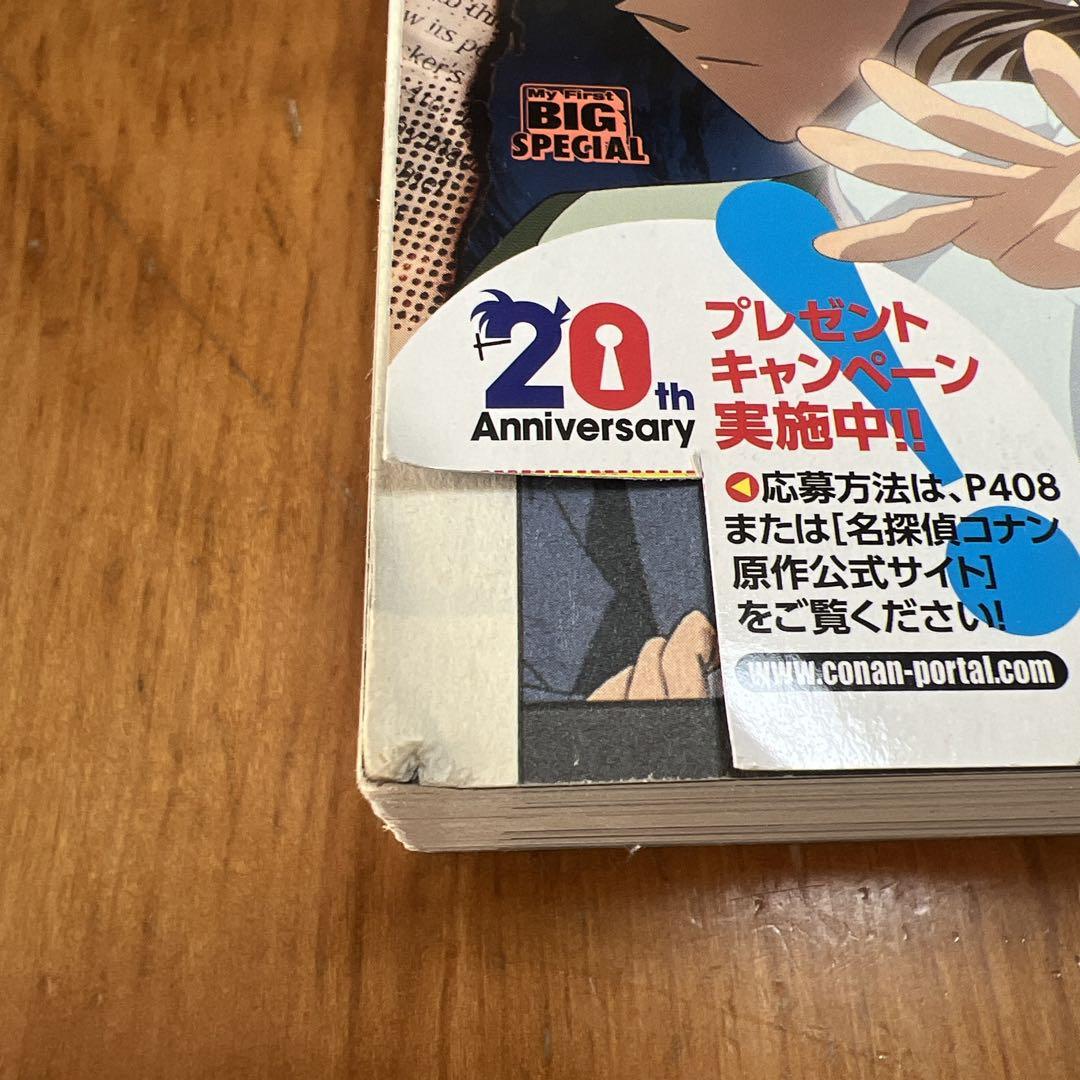 My First
BIG
SPECIAL
20th
Anniversary
プレゼント
キャンペーン
実施中!!
応募方法は、P408
または[名探偵コナン
原作公式サイト]
をご覧ください!
www.conan-portal.com